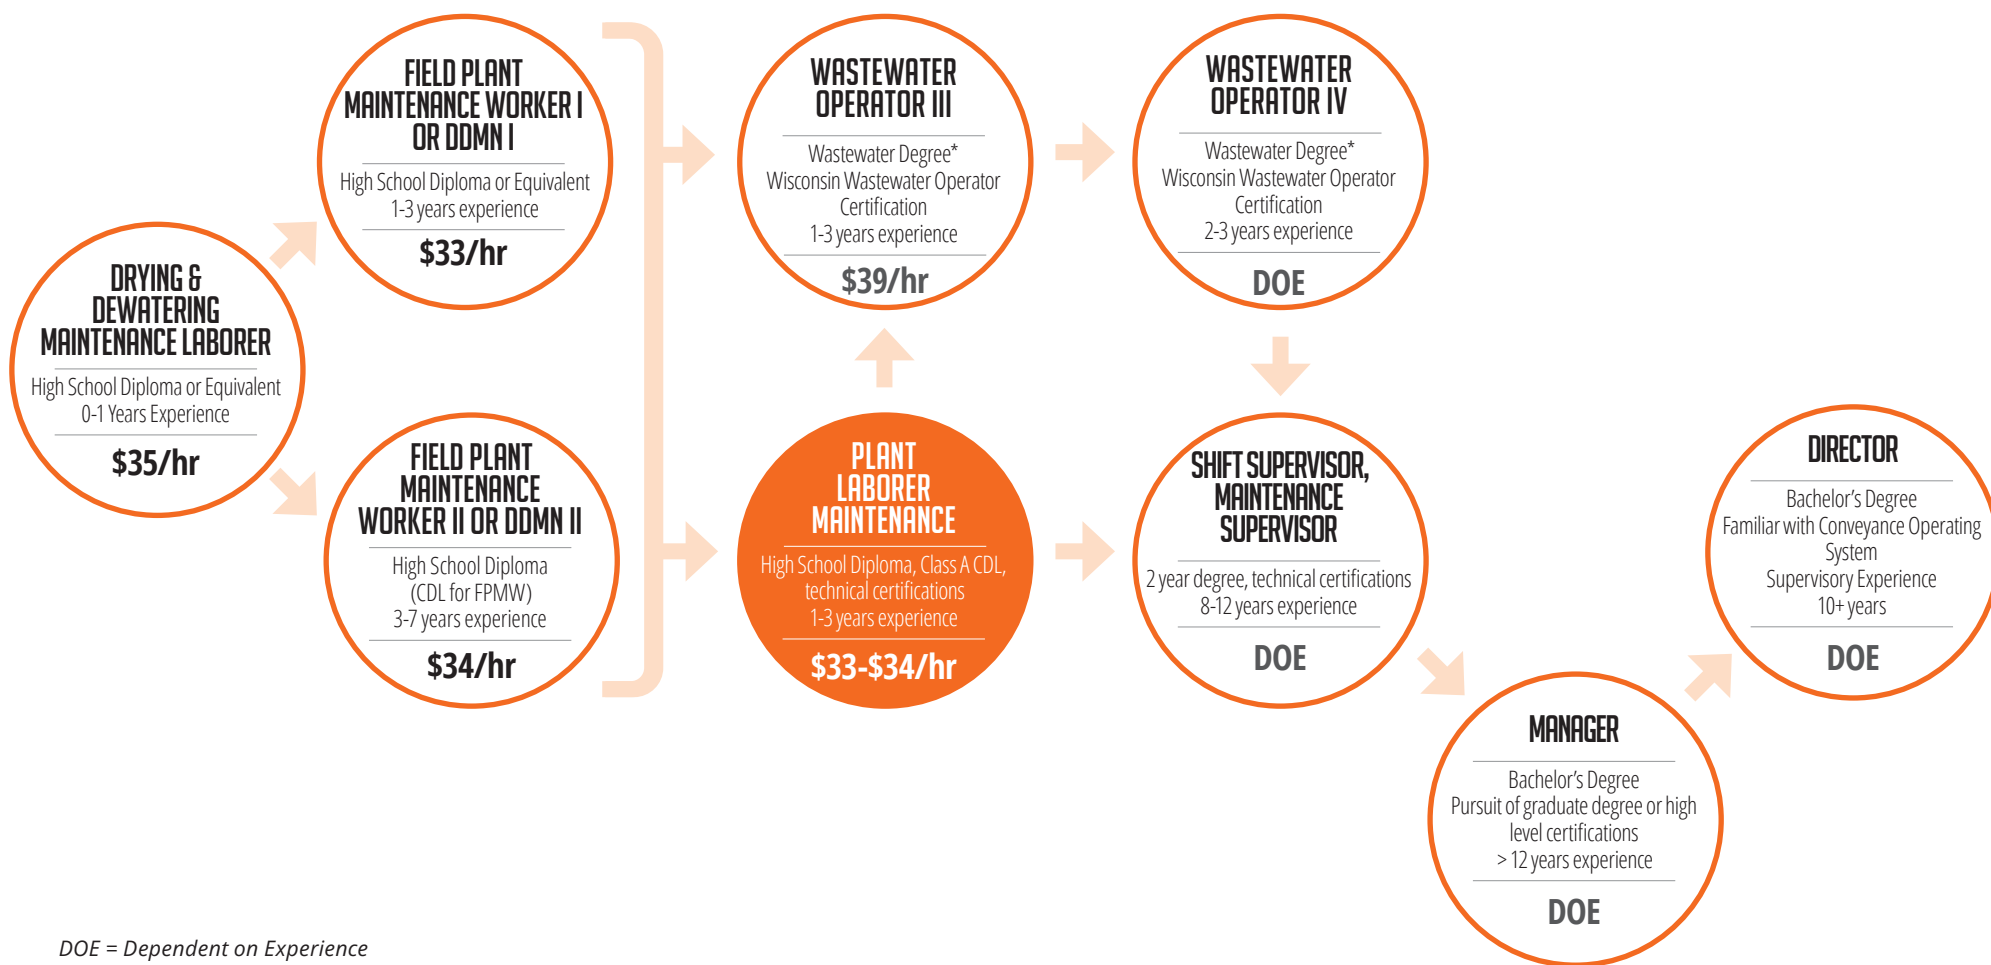 DRYING &
DEWATERING
MAINTENANCE LABORER
High School Diploma or Equivalent
0-1 Years Experience
$35/hr
FIELD PLANT
MAINTENANCE WORKER I
OR DDMN I
High School Diploma or Equivalent
1-3 years experience
$33/hr
FIELD PLANT
MAINTENANCE
WORKER II OR DDMN II
High School Diploma
(CDL for FPMW)
3-7 years experience
$34/hr
WASTEWATER
OPERATOR III
Wastewater Degree*
Wisconsin Wastewater Operator
Certification
1-3 years experience
$39/hr
PLANT
LABORER
MAINTENANCE
High School Diploma, Class A CDL,
technical certifications
1-3 years experience
$33-$34/hr
WASTEWATER
OPERATOR IV
Wastewater Degree*
Wisconsin Wastewater Operator
Certification
2-3 years experience
DOE
SHIFT SUPERVISOR,
MAINTENANCE
SUPERVISOR
2 year degree, technical certifications
8-12 years experience
DOE
MANAGER
Bachelor's Degree
Pursuit of graduate degree or high
level certifications
> 12 years experience
DOE
DIRECTOR
Bachelor's Degree
Familiar with Conveyance Operating
System
Supervisory Experience
10+ years
DOE
DOE = Dependent on Experience